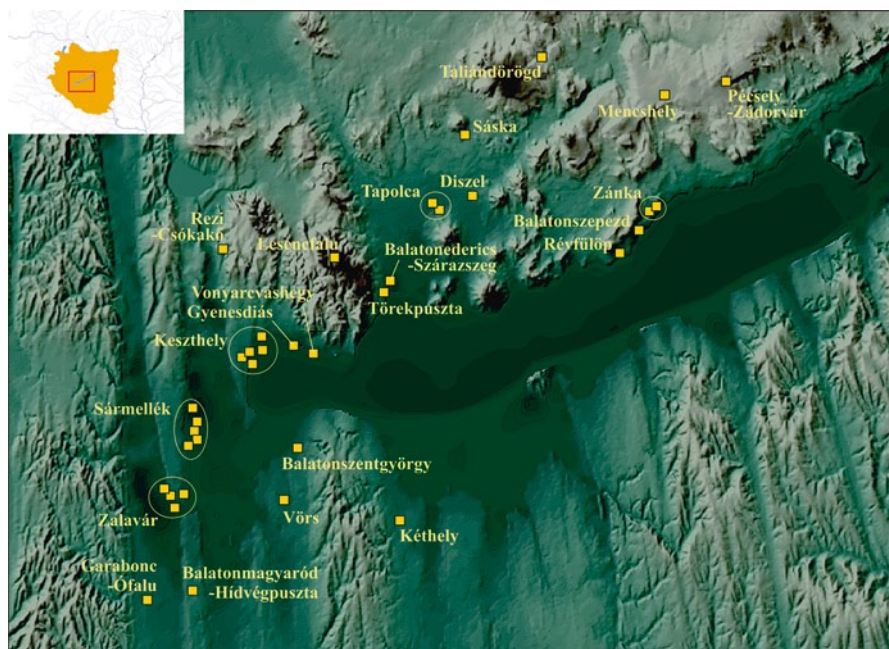 Taliándörögd
Mencshely
Pécsely
-Zádorvár
Sáska
Diszel
Tapolca
Zánka
Balatonszepezd
Révfülöp
Rezi
-Csókakő
Lesencfalu
Balatonederics
-Szárazszeg
Törekpuszta
Vonyarcvashegy
Gyenesdiás
Keszthely
Sármellék
Balatonszentgyörgy
Zalavár
Vörs
Kéthely
Garabonc
-Ófalu
Balatonmagyaród
-Hídvégpuszta